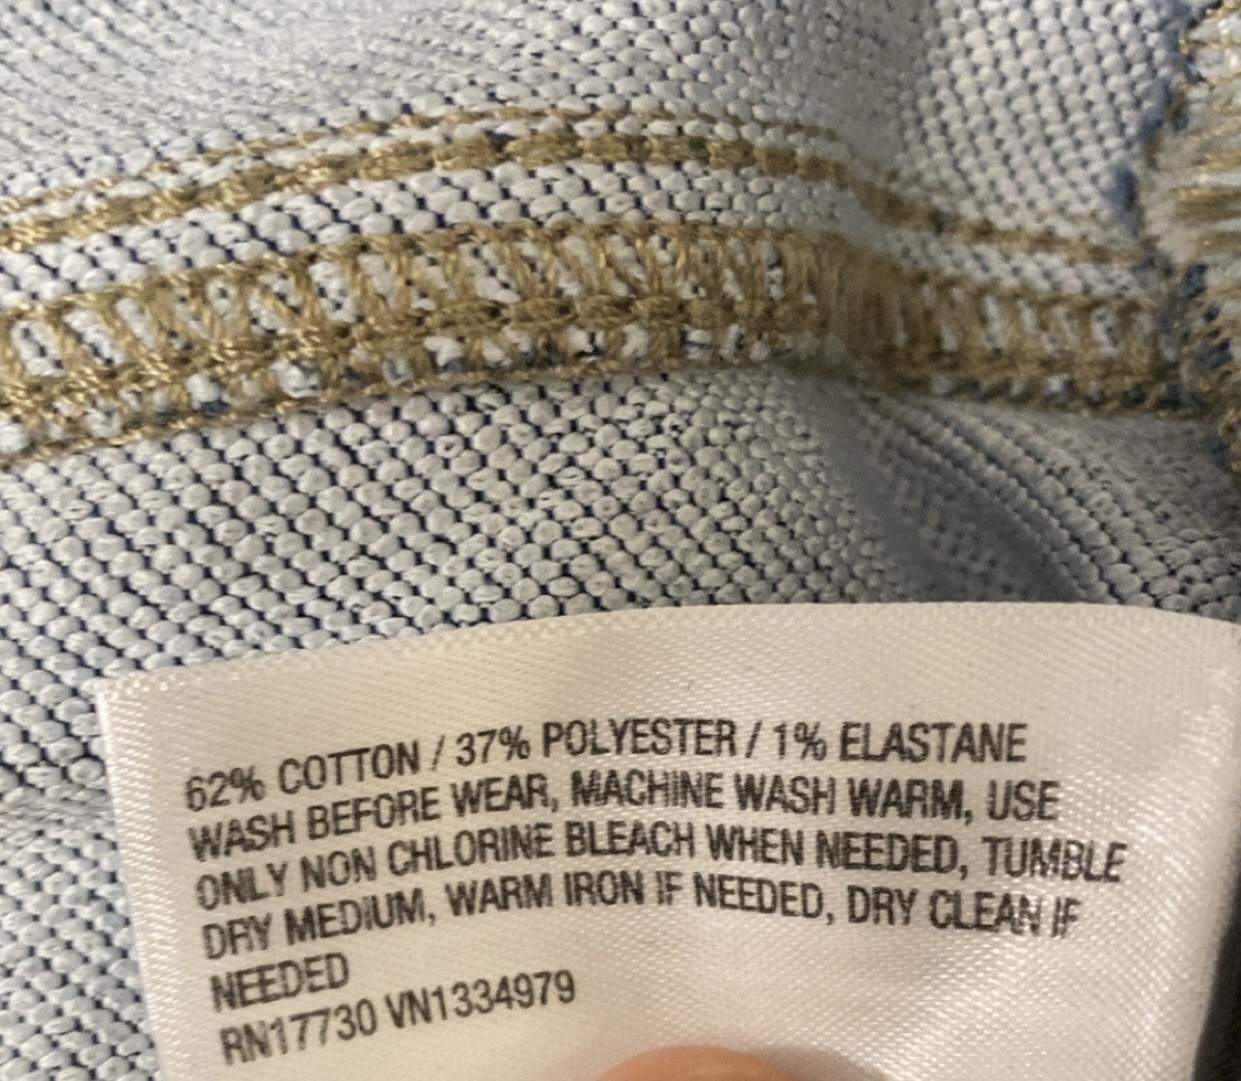 62% COTTON / 37% POLYESTER / 1% ELASTANE
WASH BEFORE WEAR, MACHINE WASH WARM, USE
ONLY NON CHLORINE BLEACH WHEN NEEDED, TUMBLE
DRY MEDIUM, WARM IRON IF NEEDED, DRY CLEAN IF
NEEDED
RN17730 VN1334979